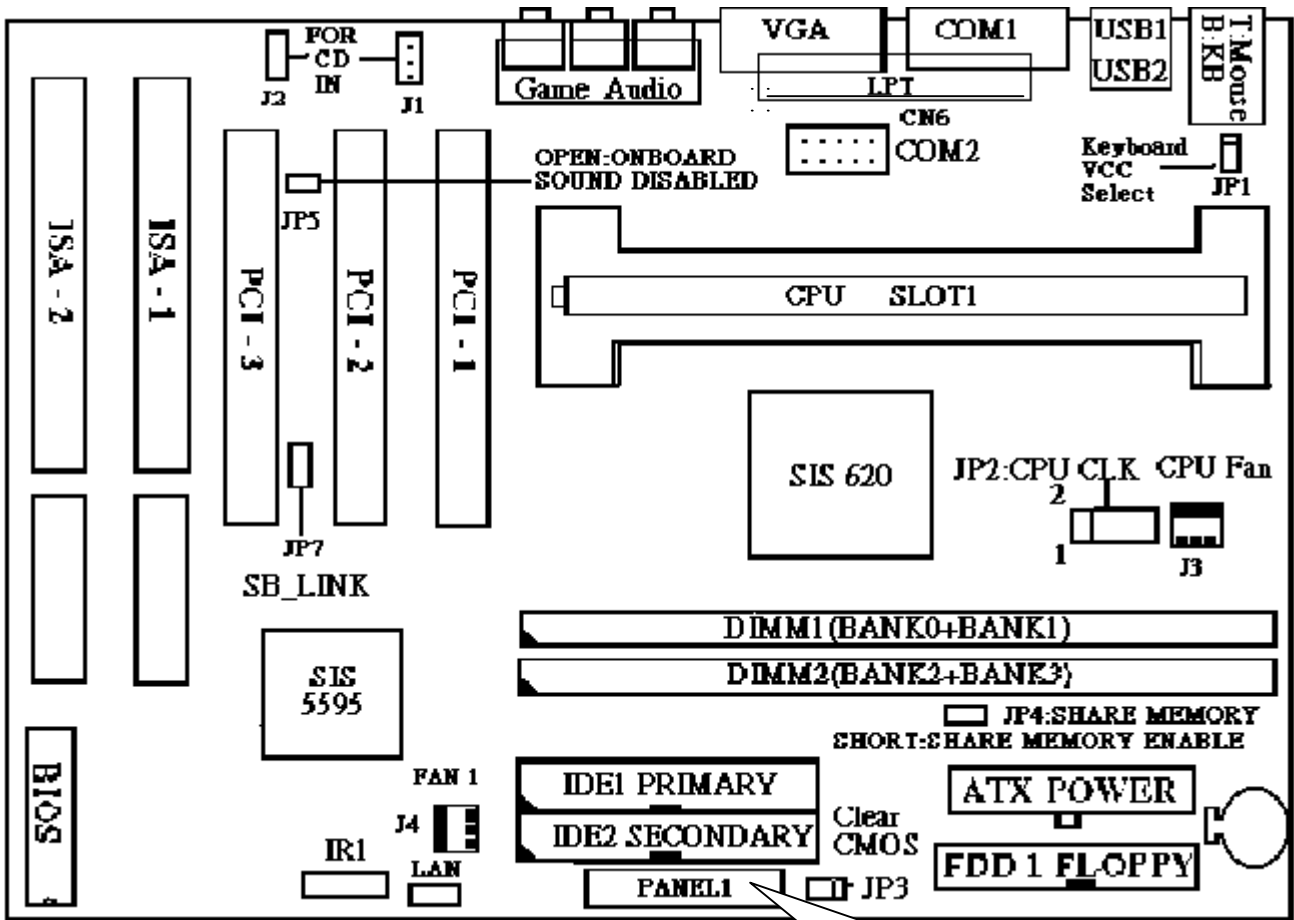 FOR
CD
IN
J2
J1
Game Audio
VGA
COM1
LPT
USB1
USB2
T:Mouse
B:KB
CN6
COM2
Keyboard
VCC
Select
JP1
OPEN:ONBOARD
SOUND DISABLED
JP5
ISA - 2
ISA - 1
PCI - 3
PCI - 2
PCI - 1
CPU SLOT1
SIS 620
JP2:CPU CLK
2
1
CPU Fan
J3
JP7
SB_LINK
SIS
5595
DIMM1(BANK0+BANK1)
DIMM2(BANK2+BANK3)
JP4:SHARE MEMORY
SHORT:SHARE MEMORY ENABLE
BIOS
FAN 1
J4
IR1
LAN
IDE1 PRIMARY
IDE2 SECONDARY
PANEL1
Clear
CMOS
JP3
ATX POWER
FDD 1 FLOPPY